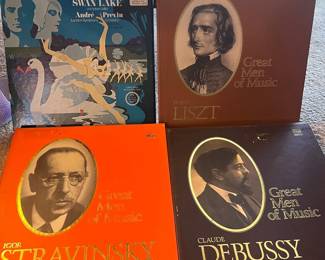 SWAN LAKE
André Previn
Great
Men of
Music
LISZT
Great
Men
of Music
IGOR
STRAVINSKY
Great
Men
of Music
CLAUDE
DEBUSSY